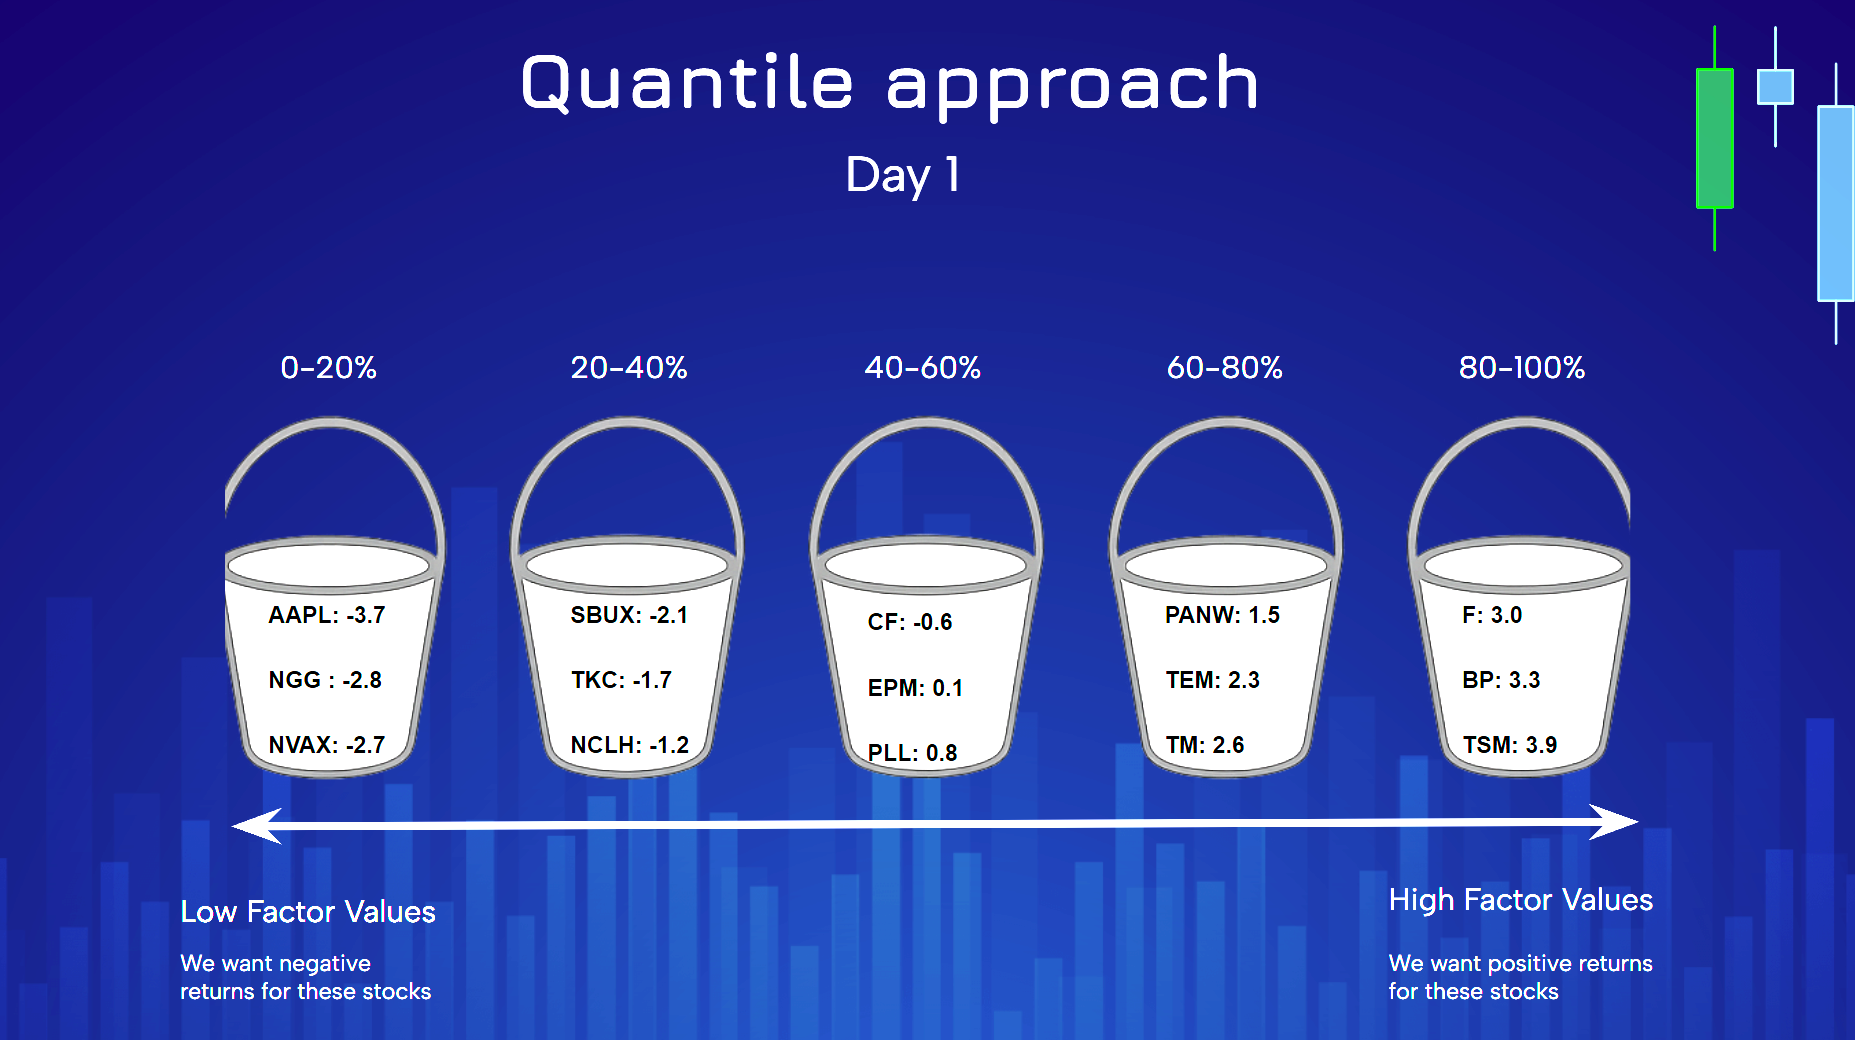 Quantile approach
Day 1
0-20%
20-40%
40-60%
60-80%
80-100%
AAPL: -3.7
NGG : -2.8
NVAX: -2.7
SBUX: -2.1
TKC: -1.7
NCLH: -1.2
CF: -0.6
EPM: 0.1
PLL: 0.8
PANW: 1.5
TEM: 2.3
TM: 2.6
F: 3.0
BP: 3.3
TSM: 3.9
Low Factor Values
We want negative
returns for these stocks
High Factor Values
We want positive returns
for these stocks